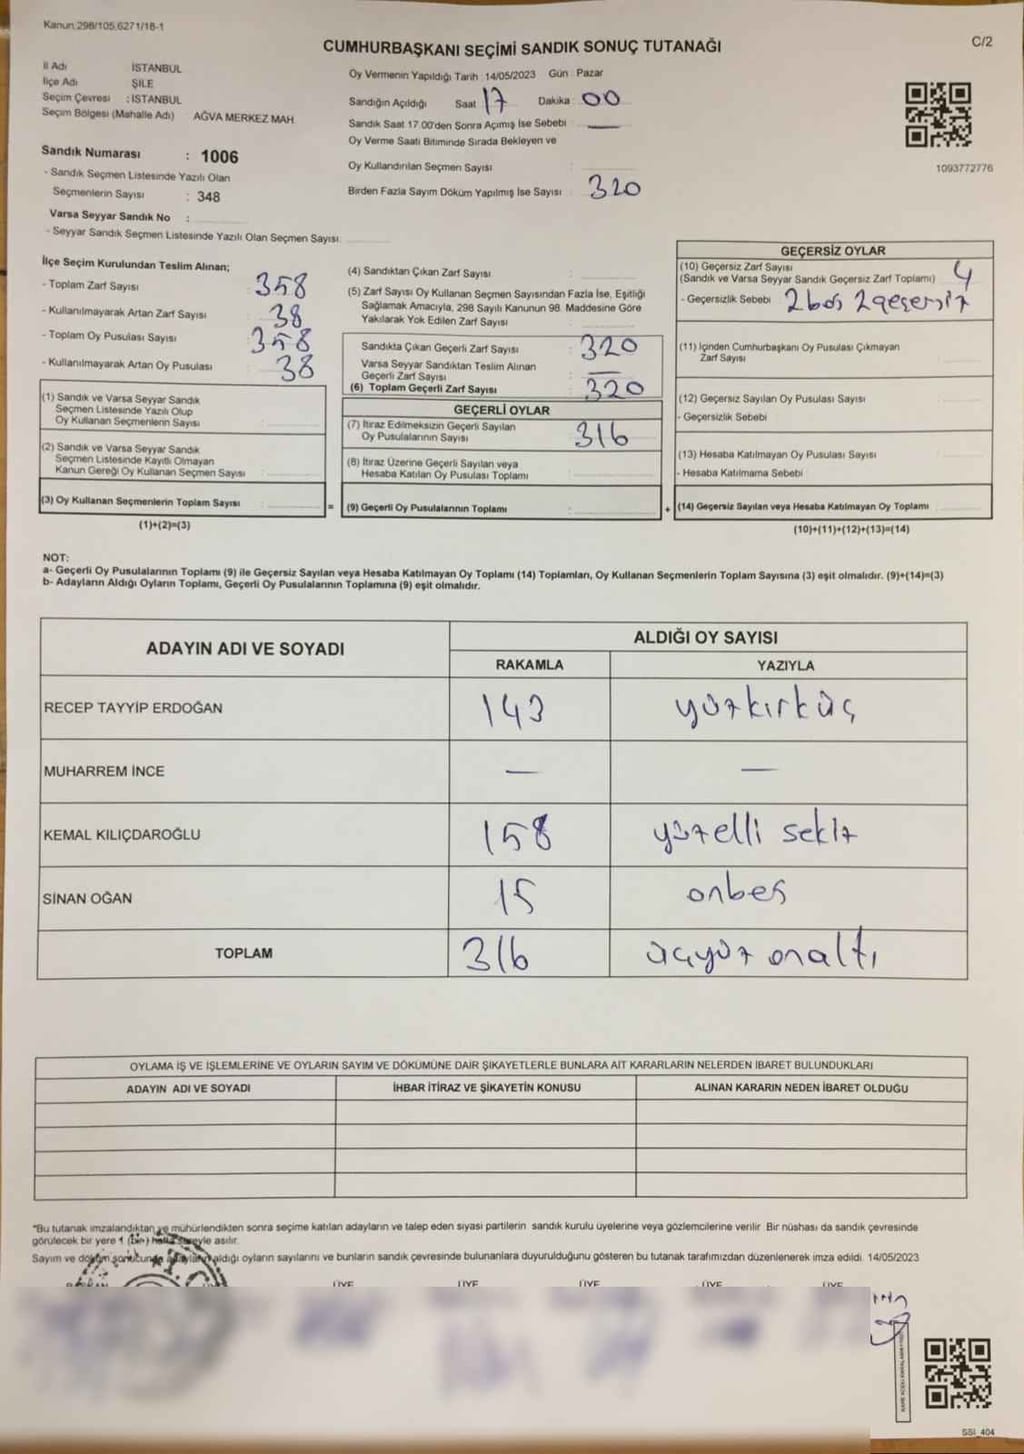 Kanun:298/105,6271/18-1
CUMHURBAŞKANI SEÇİMİ SANDIK SONUÇ TUTANAĞI
C/2
İl Adı İSTANBUL
İlçe Adı ŞİLE
Seçim Çevresi : İSTANBUL
Seçim Bölgesi (Mahalle Adı) AĞVA MERKEZ MAH.
Sandık Numarası : 1006
- Sandık Seçmen Listesinde Yazılı Olan
Seçmenlerin Sayısı : 348
Varsa Seyyar Sandık No :
- Seyyar Sandık Seçmen Listesinde Yazılı Olan Seçmen Sayısı:
Oy Vermenin Yapıldığı Tarih : 14/05/2023 Gün : Pazar
Sandığın Açıldığı Saat 17 Dakika : 00
Sandık Saat 17.00'den Sonra Açımış İse Sebebi : —
Oy Verme Saati Bitiminde Sırada Bekleyen ve
Oy Kullandırılan Seçmen Sayısı :
Birden Fazla Sayım Döküm Yapılmış İse Sayısı : 320
1093772776
İlçe Seçim Kurulundan Teslim Alınan;
- Toplam Zarf Sayısı 358
- Kullanılmayarak Artan Zarf Sayısı 38
- Toplam Oy Pusulası Sayısı 358
- Kullanılmayarak Artan Oy Pusulası 38
(1) Sandık ve Varsa Seyyar Sandık
Seçmen Listesinde Yazılı Olup
Oy Kullanan Seçmenlerin Sayısı
(2) Sandık ve Varsa Seyyar Sandık
Seçmen Listesinde Kayıtlı Olmayan
Kanun Gereği Oy Kullanan Seçmen Sayısı
(3) Oy Kullanan Seçmenlerin Toplam Sayısı : =
(1)+(2)=(3)
(4) Sandıktan Çıkan Zarf Sayısı
(5) Zarf Sayısı Oy Kullanan Seçmen Sayısından Fazla İse, Eşitliği
Sağlamak Amacıyla, 298 Sayılı Kanunun 98. Maddesine Göre
Yakılarak Yok Edilen Zarf Sayısı
Sandıkta Çıkan Geçerli Zarf Sayısı : 320
Varsa Seyyar Sandıktan Teslim Alınan
Geçerli Zarf Sayısı : —
(6) Toplam Geçerli Zarf Sayısı : 320
GEÇERLİ OYLAR
(7) İtiraz Edilmeksizin Geçerli Sayılan
Oy Pusulalarının Sayısı 316
(8) İtiraz Üzerine Geçerli Sayılan veya
Hesaba Katılan Oy Pusulası Toplamı
(9) Geçerli Oy Pusulalarının Toplamı : +
GEÇERSİZ OYLAR
(10) Geçersiz Zarf Sayısı
(Sandık ve Varsa Seyyar Sandık Geçersiz Zarf Toplamı) : 4
- Geçersizlik Sebebi : 2 boş 2 geçersiz
(11) İçinden Cumhurbaşkanı Oy Pusulası Çıkmayan
Zarf Sayısı
(12) Geçersiz Sayılan Oy Pusulası Sayısı
- Geçersizlik Sebebi
(13) Hesaba Katılmayan Oy Pusulası Sayısı
- Hesaba Katılmama Sebebi
(14) Geçersiz Sayılan veya Hesaba Katılmayan Oy Toplamı
(10)+(11)+(12)+(13)=(14)
NOT:
a- Geçerli Oy Pusulalarının Toplamı (9) ile Geçersiz Sayılan veya Hesaba Katılmayan Oy Toplamı (14) Toplamları, Oy Kullanan Seçmenlerin Toplam Sayısına (3) eşit olmalıdır. (9)+(14)=(3)
b- Adayların Aldığı Oyların Toplamı, Geçerli Oy Pusulalarının Toplamına (9) eşit olmalıdır.
ADAYIN ADI VE SOYADI
ALDIĞI OY SAYISI
RAKAMLA YAZIYLA
RECEP TAYYİP ERDOĞAN 143 yüzkırküç
MUHARREM İNCE — —
KEMAL KILIÇDAROĞLU 158 yüzelli sekiz
SİNAN OĞAN 15 onbeş
TOPLAM 316 üçyüz onaltı
OYLAMA İŞ VE İŞLEMLERİNE VE OYLARIN SAYIM VE DÖKÜMÜNE DAİR ŞİKAYETLERLE BUNLARA AİT KARARLARIN NELERDEN İBARET BULUNDUKLARI
ADAYIN ADI VE SOYADI İHBAR İTİRAZ VE ŞİKAYETİN KONUSU ALINAN KARARIN NEDEN İBARET OLDUĞU
*Bu tutanak imzalandıktan ve mühürlendikten sonra seçime katılan adayların ve talep eden siyasi partilerin sandık kurulu üyelerine veya gözlemcilerine verilir. Bir nüshası da sandık çevresinde
görülecek bir yere 1 (bir) hafta süreyle asılır.
Sayım ve döküm sonucunda adayların aldığı oyların sayılarını ve bunların sandık çevresinde bulunanlara duyurulduğunu gösteren bu tutanak tarafımızdan düzenlenerek imza edildi. 14/05/2023
ÜYE ÜYE ÜYE ÜYE ÜYE
SSİ_404